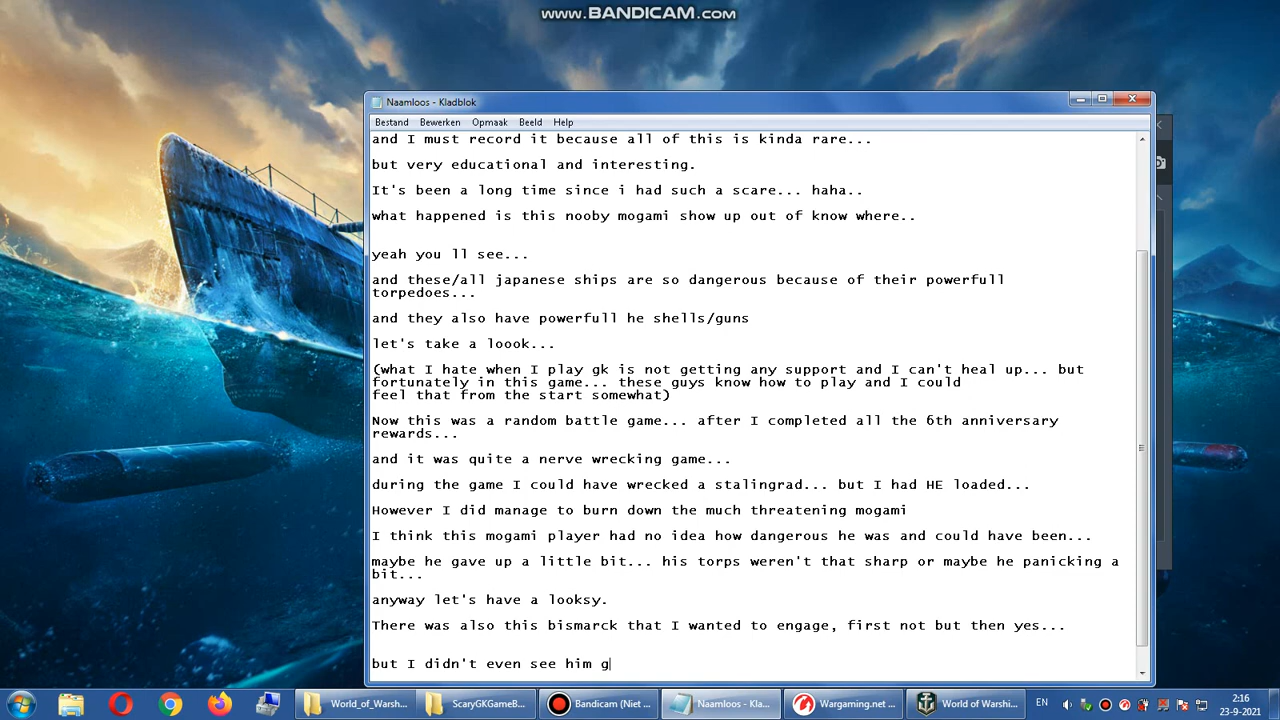 www.BANDICAM.com
Naamloos - Kladblok
Bestand Bewerken Opmaak Beeld Help
and I must record it because all of this is kinda rare...
but very educational and interesting.
It's been a long time since i had such a scare... haha..
what happened is this nooby mogami show up out of know where..
yeah you ll see...
and these/all japanese ships are so dangerous because of their powerfull
torpedoes...
and they also have powerfull he shells/guns
let's take a loook...
(what I hate when I play gk is not getting any support and I can't heal up... but
fortunately in this game... these guys know how to play and I could
feel that from the start somewhat)
Now this was a random battle game... after I completed all the 6th anniversary
rewards...
and it was quite a nerve wrecking game...
during the game I could have wrecked a stalingrad... but I had HE loaded...
However I did manage to burn down the much threatening mogami
I think this mogami player had no idea how dangerous he was and could have been...
maybe he gave up a little bit... his torps weren't that sharp or maybe he panicking a
bit...
anyway let's have a looksy.
There was also this bismarck that I wanted to engage, first not but then yes...
but I didn't even see him g
World_of_Warsh... ScaryGKGameB... Bandicam (Niet ... Naamloos - Kla... Wargaming.net ... World of Warshi... EN 2:16
23-9-2021